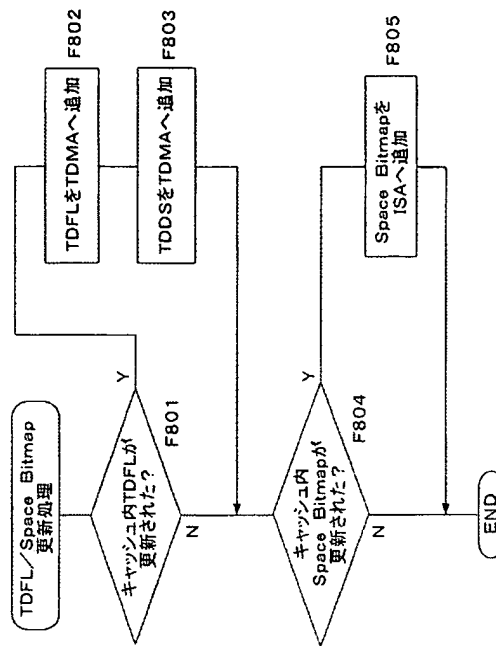 TDFL/Space Bitmap
更新処理
キャッシュ内TDFLが
更新された？
F801
Y
N
TDFLをTDMAへ追加
F802
TDDSをTDMAへ追加
F803
キャッシュ内
Space Bitmapが
更新された？
F804
Y
N
Space Bitmapを
ISAへ追加
F805
END